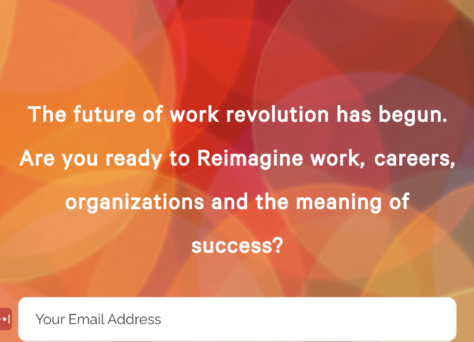 The future of work revolution has begun.
Are you ready to Reimagine work, careers,
organizations and the meaning of
success?
Your Email Address